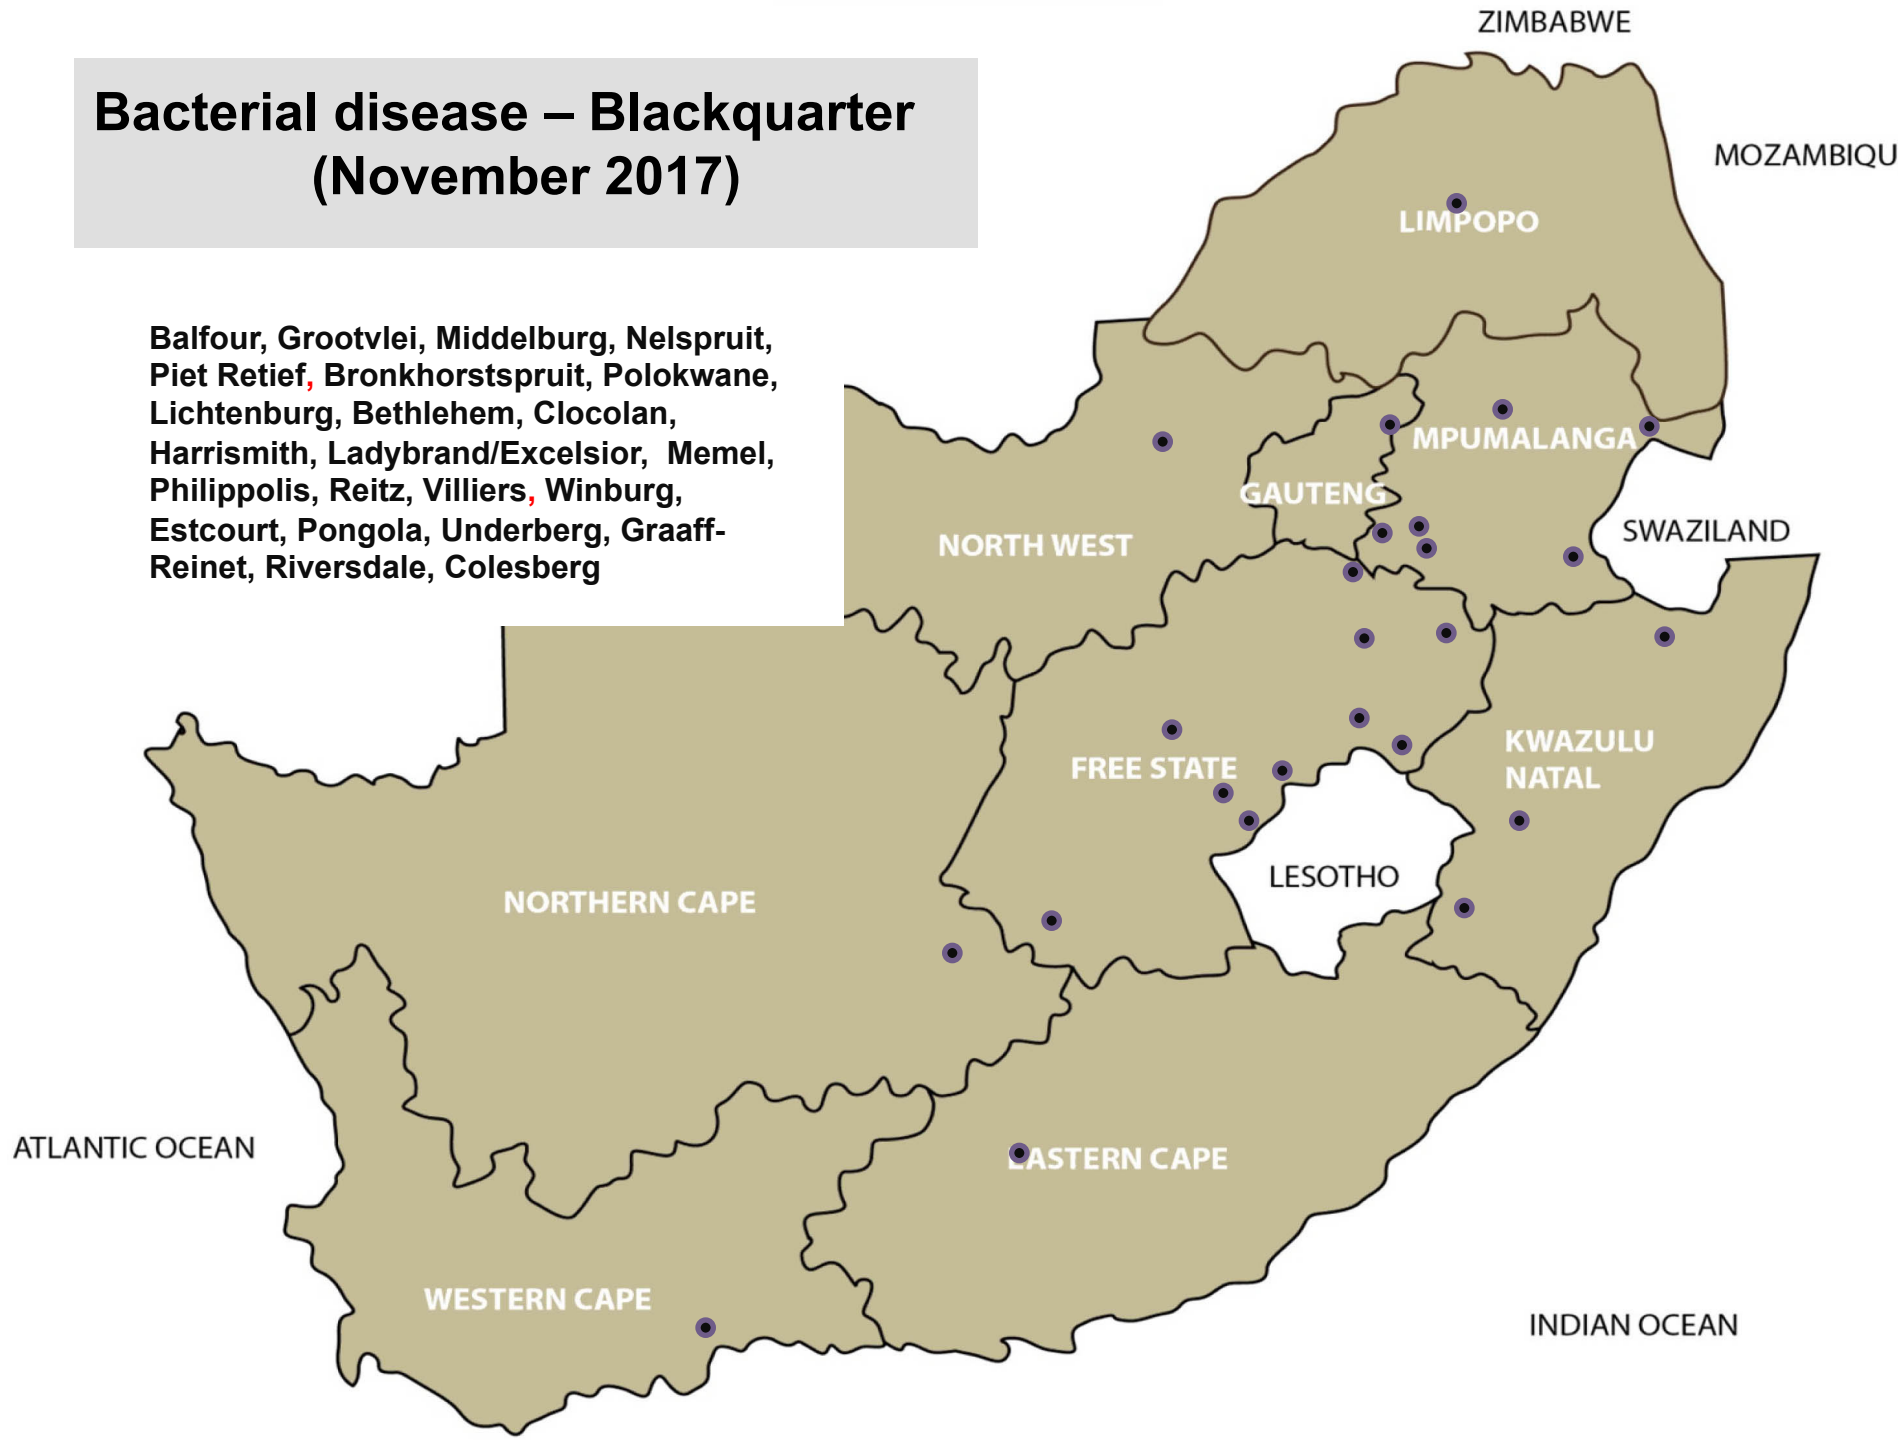 ZIMBABWE
Bacterial disease – Blackquarter
(November 2017)
MOZAMBIQU
LIMPOPO
Balfour, Grootvlei, Middelburg, Nelspruit,
Piet Retief, Bronkhorstspruit, Polokwane,
Lichtenburg, Bethlehem, Clocolan,
Harrismith, Ladybrand/Excelsior, Memel,
Philippolis, Reitz, Villiers, Winburg,
Estcourt, Pongola, Underberg, Graaff-
Reinet, Riversdale, Colesberg
MPUMALANGA
GAUTENG
SWAZILAND
NORTH WEST
KWAZULU
NATAL
FREE STATE
LESOTHO
NORTHERN CAPE
ATLANTIC OCEAN
EASTERN CAPE
WESTERN CAPE
INDIAN OCEAN